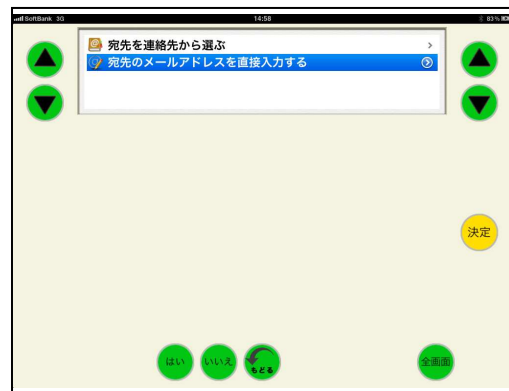 SoftBank 3G 14:58 83%
宛先を連絡先から選ぶ
宛先のメールアドレスを直接入力する
決定
はい いいえ もどる 全画面